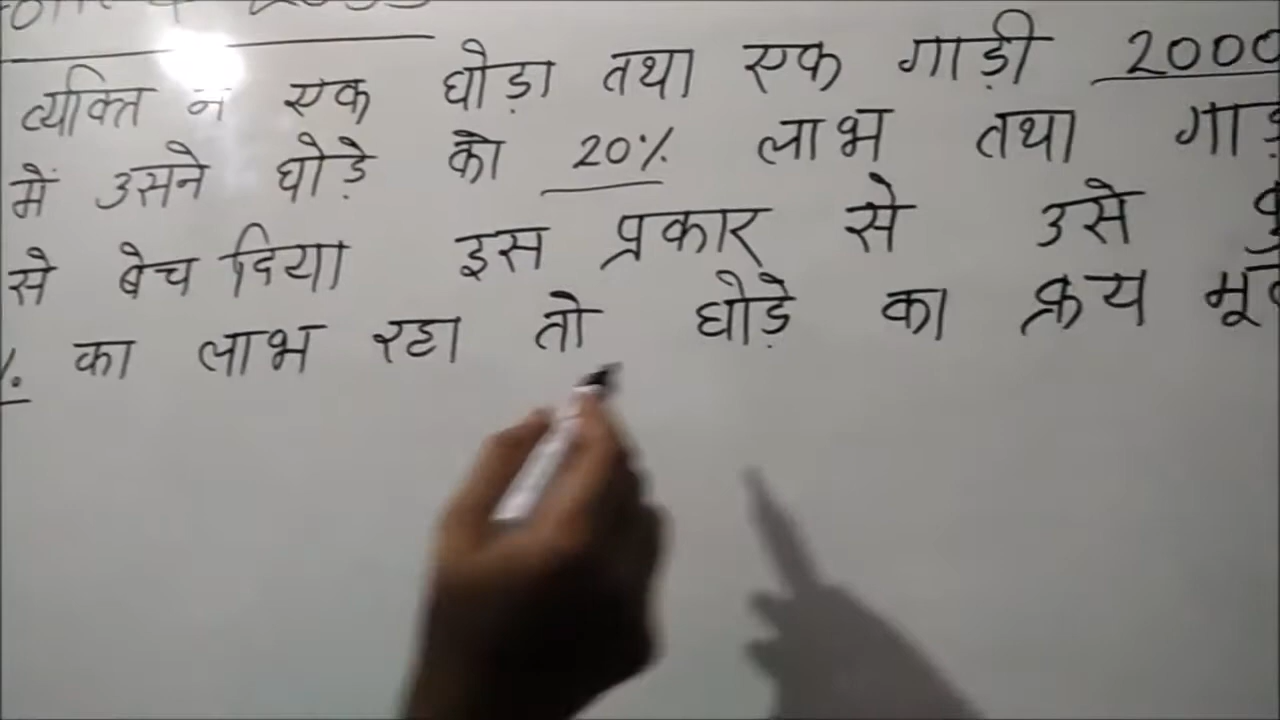 व्यक्ति ने एक घोड़ा तथा एक गाड़ी 2000
में उसने घोड़े को 20% लाभ तथा
से बेच दिया इस प्रकार से उसे
%. का लाभ रहा तो घोड़े का क्रय